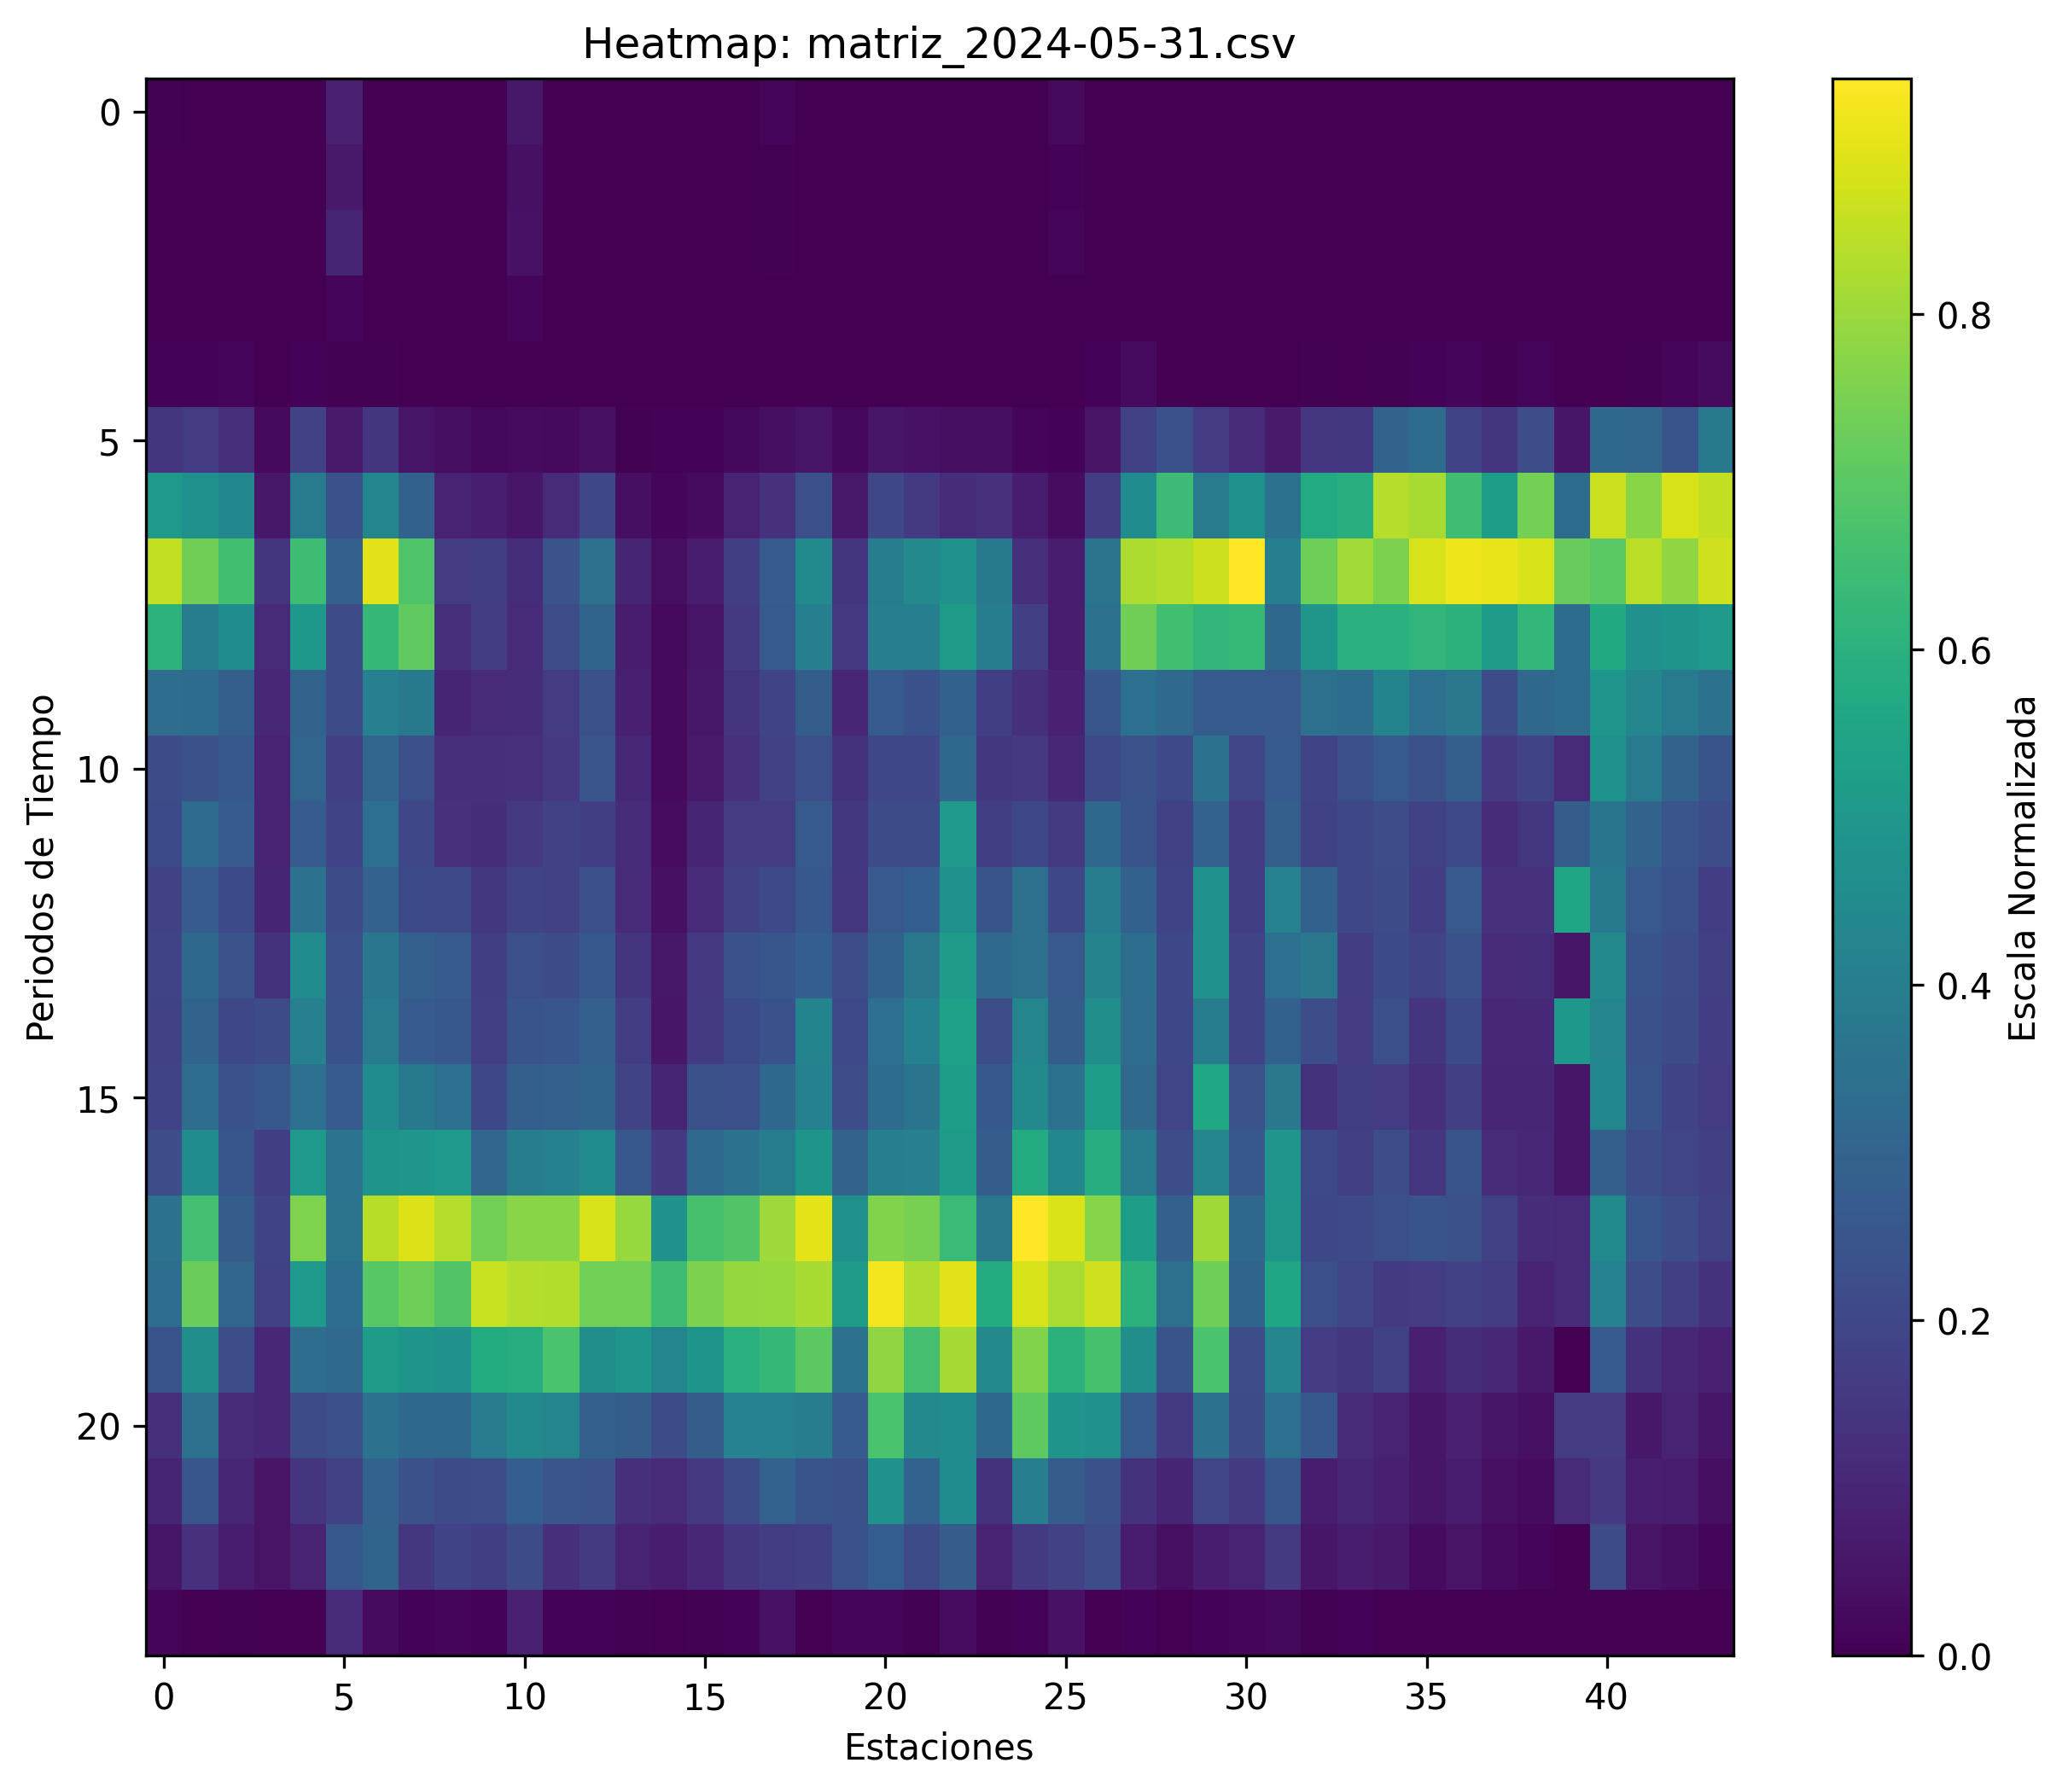 Heatmap: matriz_2024-05-31.csv
Periodos de Tiempo
0
5
10
15
20
0 5 10 15 20 25 30 35 40
Estaciones
0.8
0.6
0.4
0.2
0.0
Escala Normalizada